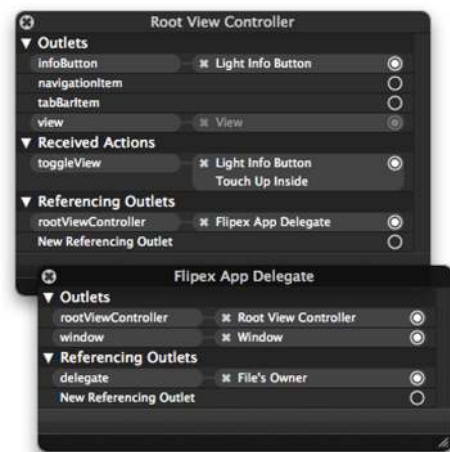 Root View Controller
Outlets
infoButton Light Info Button
navigationItem
tabBarItem
view View
Received Actions
toggleView Light Info Button
Touch Up Inside
Referencing Outlets
rootViewController Flipex App Delegate
New Referencing Outlet
Flipex App Delegate
Outlets
rootViewController Root View Controller
window Window
Referencing Outlets
delegate File's Owner
New Referencing Outlet